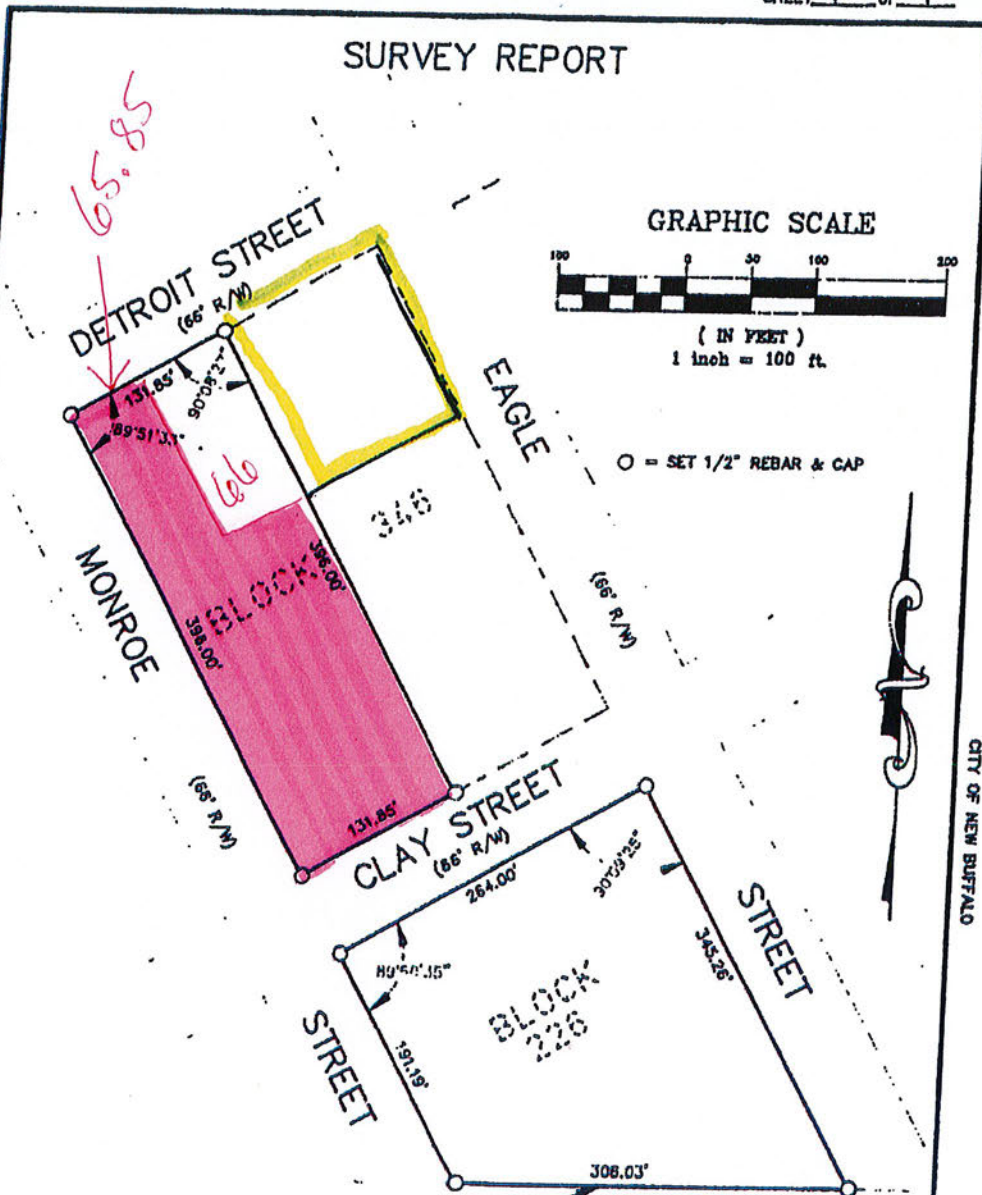 SURVEY REPORT
65.85
DETROIT STREET
(66' R/W)
GRAPHIC SCALE
100 0 50 100 200
( IN FEET )
1 inch = 100 ft.
131.85'
90°08'27"
89°51'33"
EAGLE
○ = SET 1/2" REBAR & CAP
66
346
MONROE
BLOCK
396.00'
396.00'
(66' R/W)
(66' R/W)
131.85'
CLAY STREET
(66' R/W)
264.00'
CITY OF NEW BUFFALO
STREET
345.26'
BLOCK
226
STREET
191.19'
308.03'